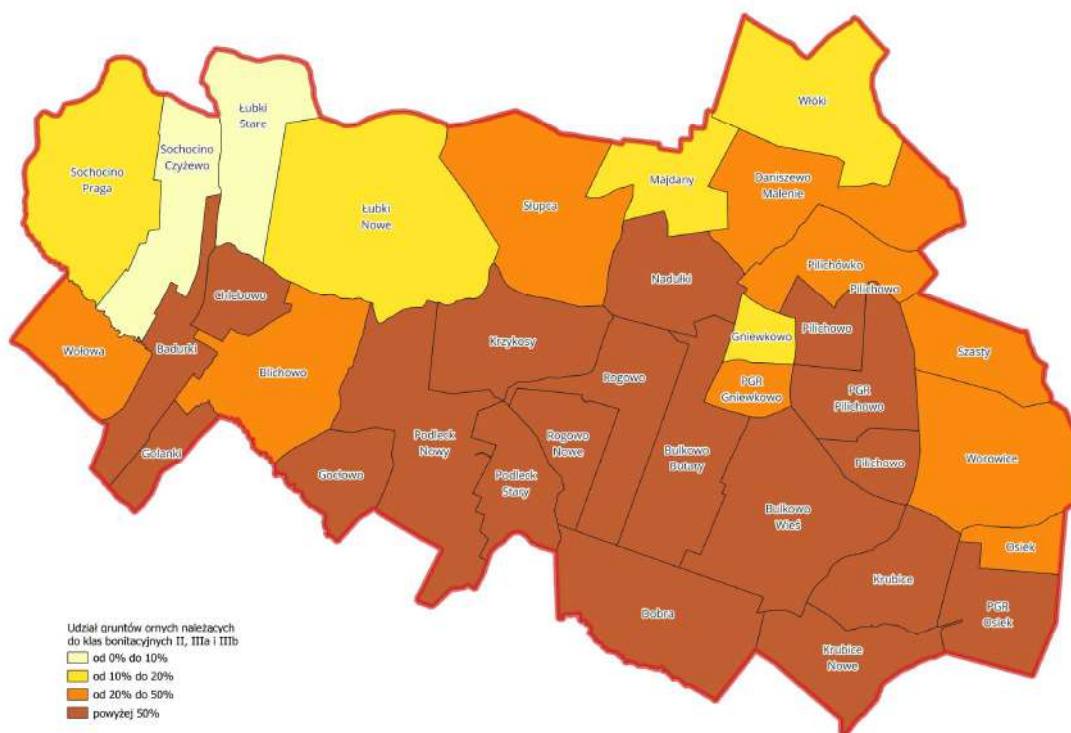 Włóki
Łubki
Stare
Sochocino
Czyżewo
Sochocino
Praga
Majdany
Daniszewo
Malenie
Słupca
Łubki
Nowe
Pilichówko
Nadułki
Pilichowo
Chlebowo
Pilichowo
Gniewkowo
Krzykosy
Badurki
Wołowa
Szasty
Blichowo
Rogowo
PGR
Gniewkowo
PGR
Pilichowo
Podleck
Nowy
Rogowo
Nowe
Golanki
Bulkowo
Butary
Worowice
Pilichowo
Gocłowo
Podleck
Stary
Bulkowo
Wieś
Osiek
Krubice
Dobra
PGR
Osiek
Krubice
Nowe
Udział gruntów ornych należących
do klas bonitacyjnych II, IIIa i IIIb
od 0% do 10%
od 10% do 20%
od 20% do 50%
powyżej 50%